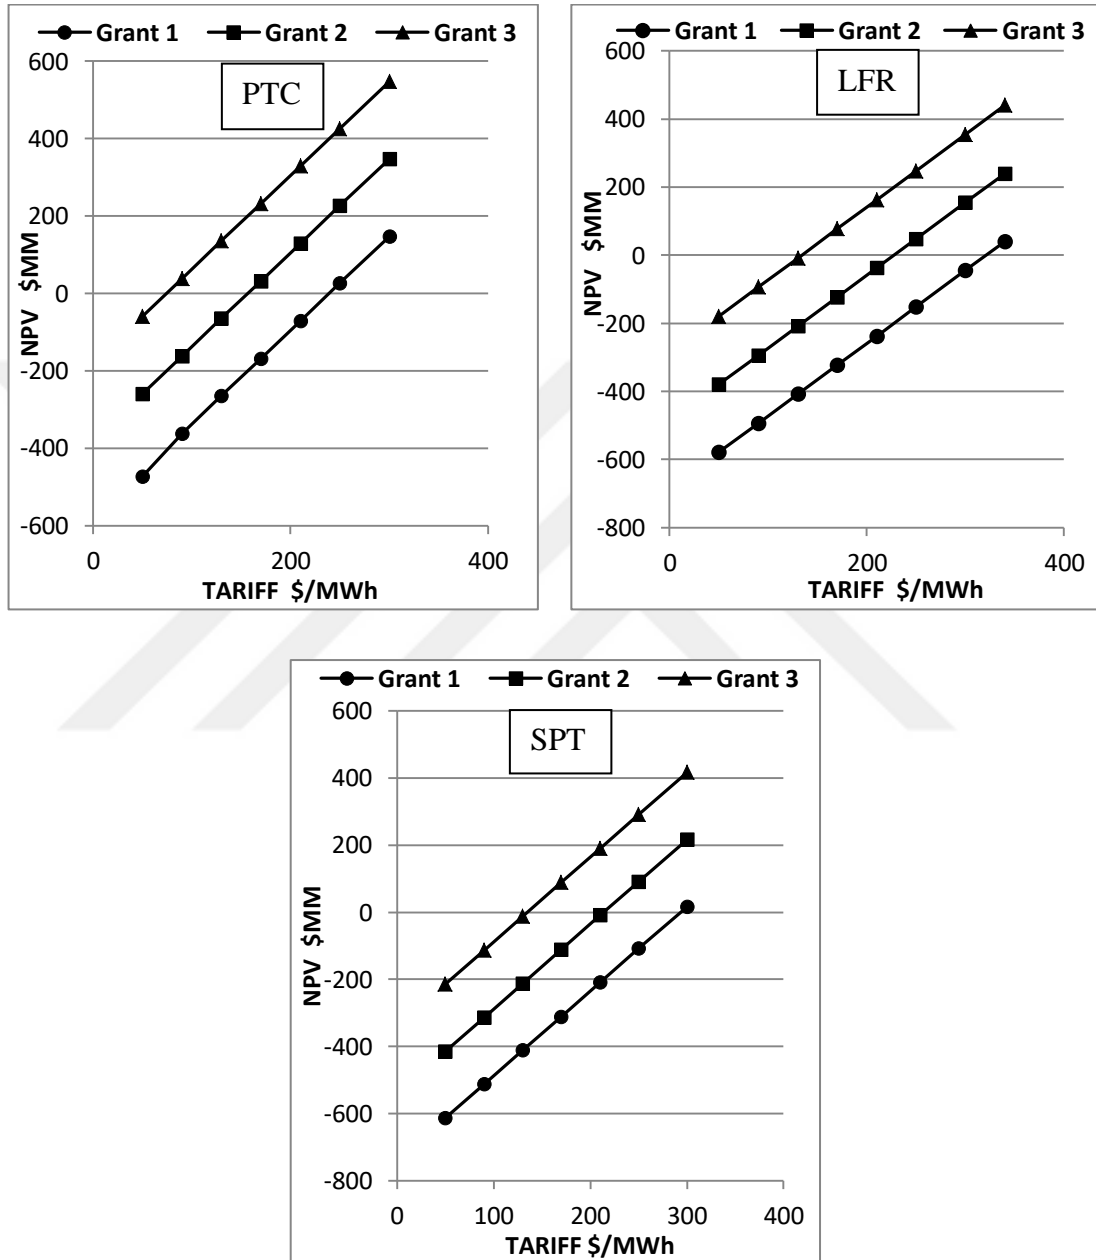 Grant 1 Grant 2 Grant 3
PTC
600
400
200
0
-200
-400
-600
NPV $MM
0 200 400
TARIFF $/MWh
Grant 1 Grant 2 Grant 3
LFR
600
400
200
0
-200
-400
-600
-800
NPV $MM
0 200 400
TARIFF $/MWh
Grant 1 Grant 2 Grant 3
SPT
600
400
200
0
-200
-400
-600
-800
NPV $MM
0 100 200 300 400
TARIFF $/MWh